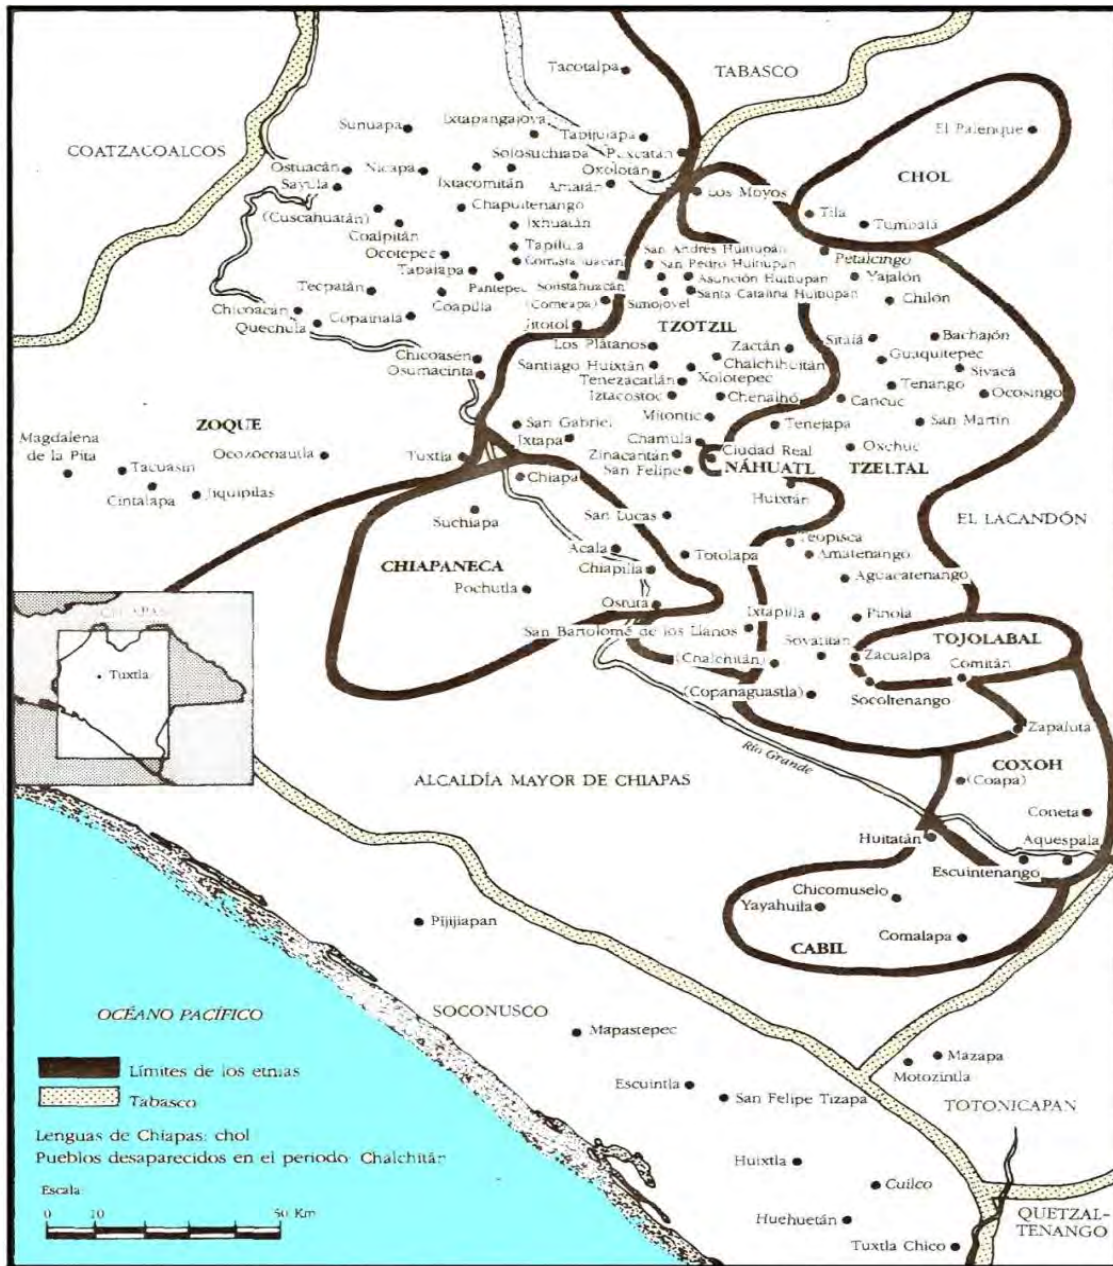 Tacotalpa
TABASCO
Sunuapa
Ixtapangajoya
Tapijulapa
El Palenque
COATZACOALCOS
Solosuchiapa
Puxcatán
Ostuacán
Nicapa
Oxolotán
CHOL
Sayula
Ixtacomitán
Amatán
Los Moyos
(Cuscahuatán)
Chapultenango
Tila
Coalpitán
Ixhuatán
Tumbalá
Ocotepec
Tapilula
San Andrés Huitiupán
Petalcingo
Tapalapa
San Pedro Huitiupán
Tecpatán
Pantepec
Asunción Huitiupán
Yajalón
Coapilla
(Comeapa)
Santa Catalina Huitiupán
Chilón
Chicoacán
Copainalá
Quechula
Jitotol
TZOTZIL
Sitalá
Bachajón
Los Plátanos
Zactán
Guaquitepec
Chicoasén
Santiago Huixtán
Chalchihuitán
Sivacá
Osumacinta
Tenezacatlán
Xolotepec
Tenango
Ocosingo
Iztacostoc
Chenalhó
Cancuc
ZOQUE
San Gabriel
Mitontic
Tenejapa
San Martín
Magdalena
de la Pita
Ixtapa
Chamula
Ciudad Real
Oxchuc
Tacuasín
Ocozocoautla
Tuxtla
Zinacantán
NÁHUATL
TZELTAL
Cintalapa
Jiquipilas
Chiapa
San Felipe
Huixtán
Suchiapa
San Lucas
EL LACANDÓN
Teopisca
Acala
Totolapa
Amatenango
CHIAPANECA
Chiapilla
Aguacatenango
Pochutla
Ostuta
Ixtapilla
Pinola
San Bartolomé de los Llanos
TOJOLABAL
(Chalchitán)
Zacualpa
Comitán
(Copanaguastla)
Socoltenango
CHIAPAS
Tuxtla
Zapaluta
Río Grande
COXOH
ALCALDÍA MAYOR DE CHIAPAS
(Coapa)
Coneta
Huitatán
Aquespala
Escuintenango
Chicomuselo
Yayahuila
Pijijiapan
Comalapa
CABIL
OCÉANO PACÍFICO
SOCONUSCO
Mapastepec
Mazapa
Motozintla
Escuintla
San Felipe Tizapa
TOTONICAPAN
Límites de los etnias
Tabasco
Lenguas de Chiapas: chol
Pueblos desaparecidos en el periodo: Chalchitán
Huixtla
Cuilco
Escala
0 10 50 Km
Huehuetán
QUETZAL-
TENANGO
Tuxtla Chico